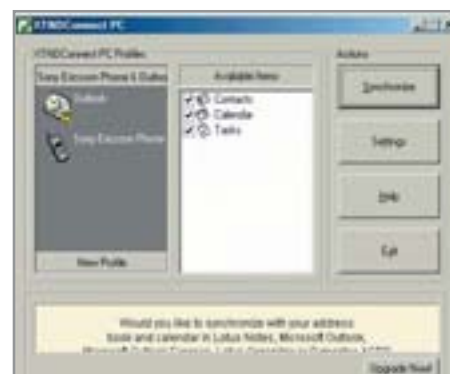 XTNDConnect PC
XTNDConnect PC Profiles
Sony Ericsson Phone & Outlook
Outlook
Sony Ericsson Phone
New Profile
Available Items
Contacts
Calendar
Tasks
Actions
Synchronize
Settings
Help
Exit
Would you like to synchronize with your address
book and calendar in Lotus Notes, Microsoft Outlook,
Upgrade Now!